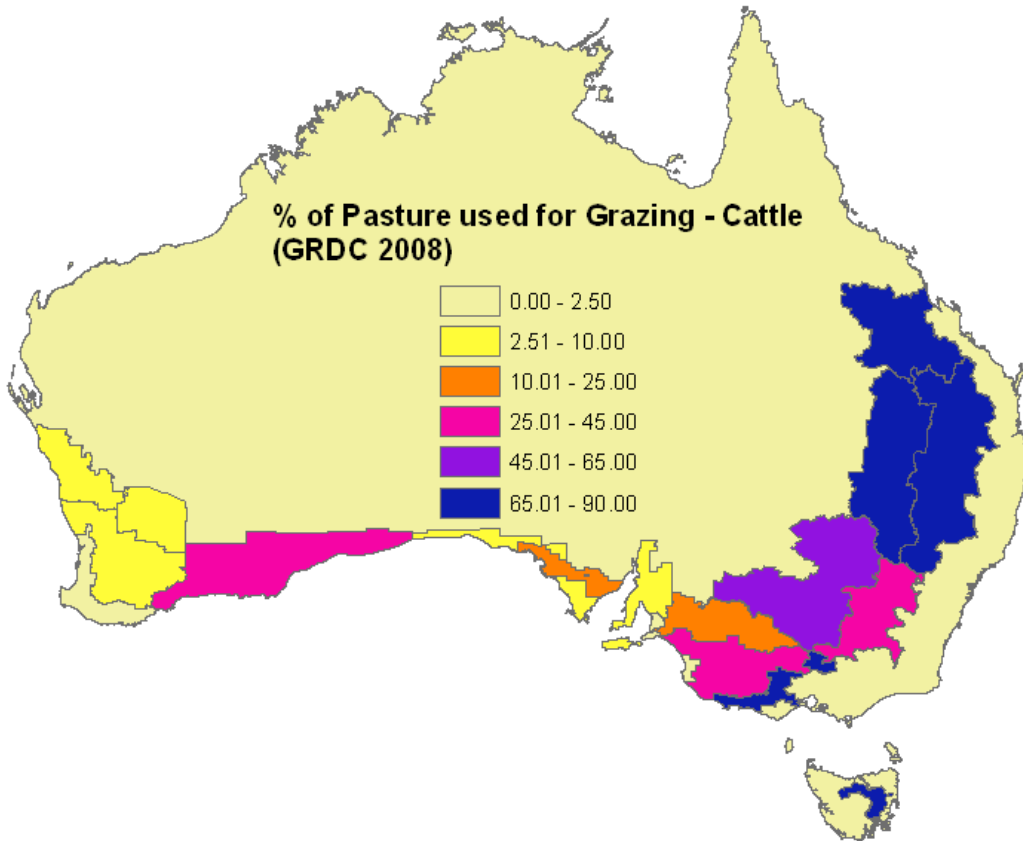 % of Pasture used for Grazing - Cattle
(GRDC 2008)
0.00 - 2.50
2.51 - 10.00
10.01 - 25.00
25.01 - 45.00
45.01 - 65.00
65.01 - 90.00